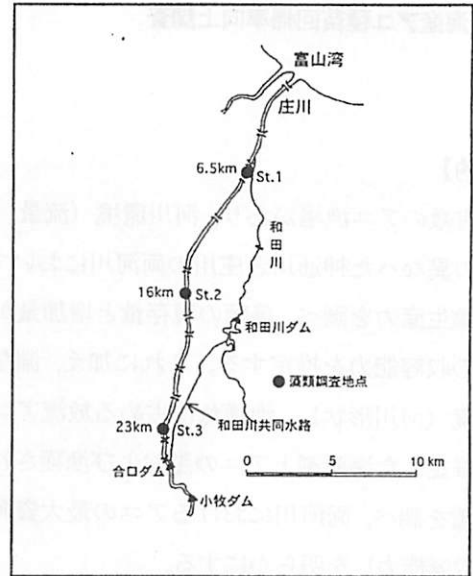 富山湾
庄川
6.5km
St.1
和田川
16km
St.2
和田川ダム
藻類調査地点
23km
St.3
和田川共同水路
合口ダム
0 5 10 km
小牧ダム